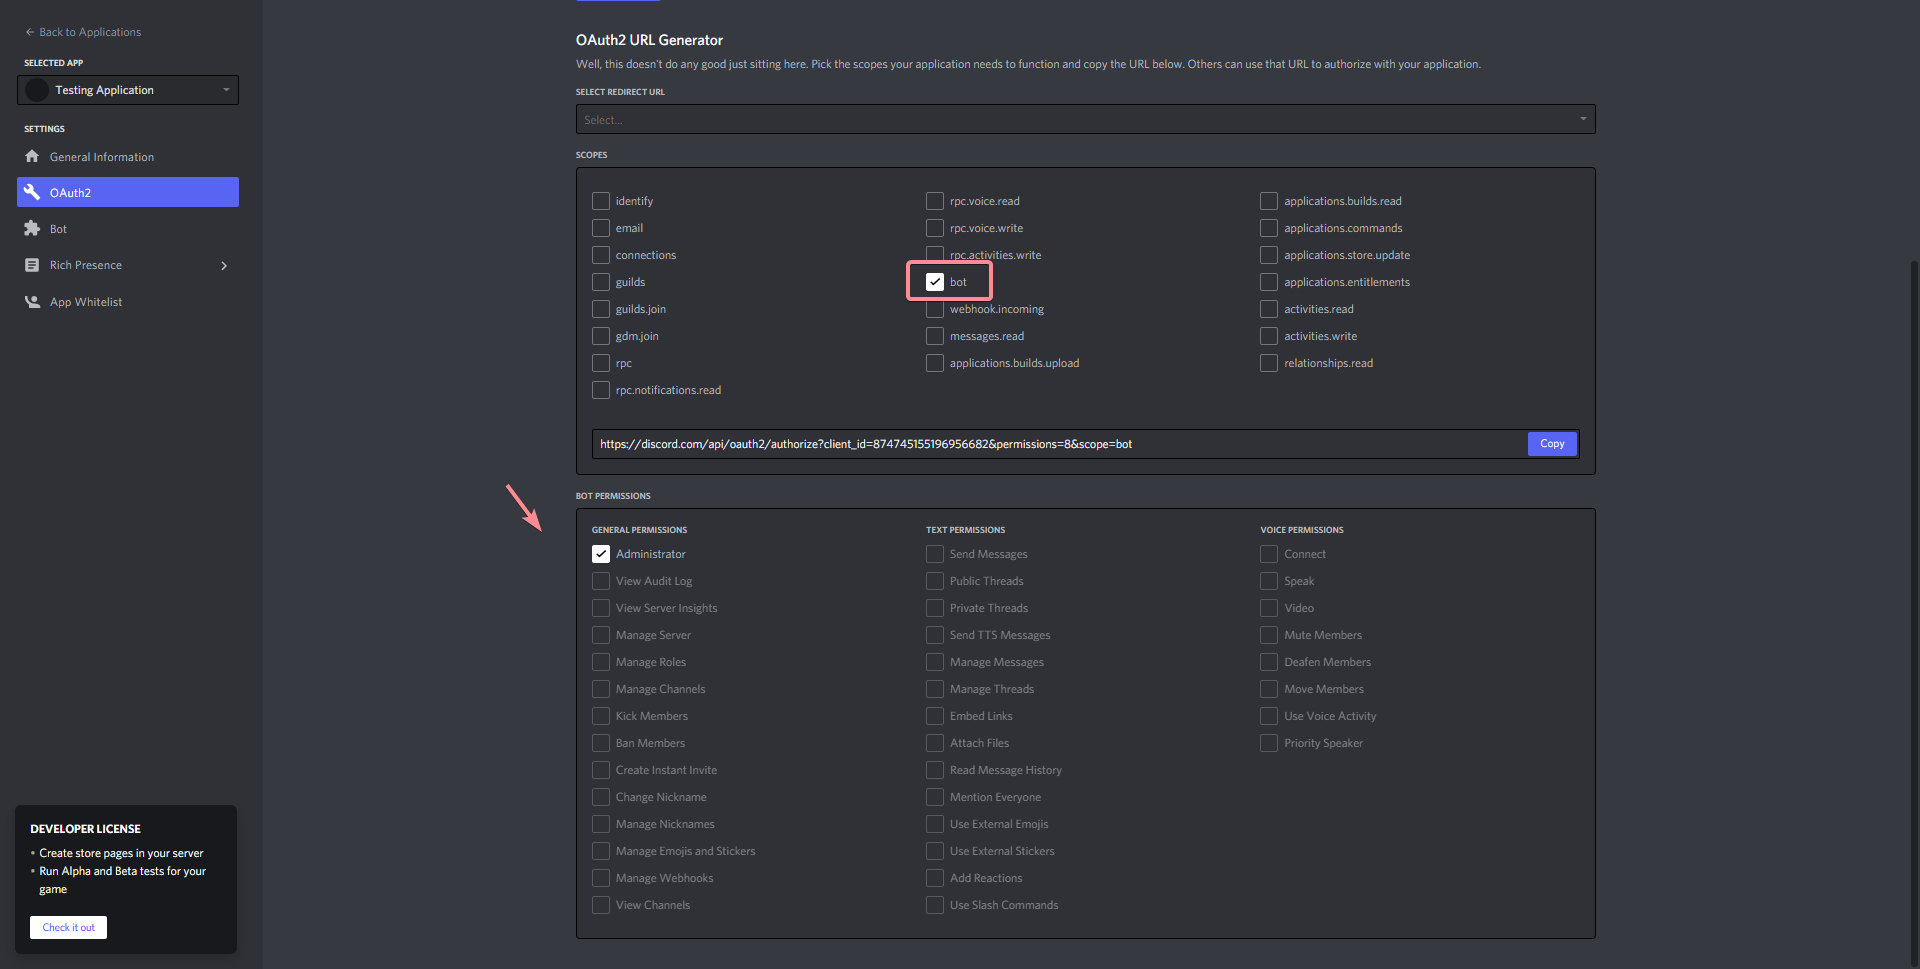 Back to Applications
SELECTED APP
Testing Application
SETTINGS
General Information
OAuth2
Bot
Rich Presence
App Whitelist
DEVELOPER LICENSE
• Create store pages in your server
• Run Alpha and Beta tests for your
game
Check it out
OAuth2 URL Generator
Well, this doesn't do any good just sitting here. Pick the scopes your application needs to function and copy the URL below. Others can use that URL to authorize with your application.
SELECT REDIRECT URL
Select...
SCOPES
identify
email
connections
guilds
guilds.join
gdm.join
rpc
rpc.notifications.read
rpc.voice.read
rpc.voice.write
rpc.activities.write
bot
webhook.incoming
messages.read
applications.builds.upload
applications.builds.read
applications.commands
applications.store.update
applications.entitlements
activities.read
activities.write
relationships.read
https://discord.com/api/oauth2/authorize?client_id=874745155196956682&permissions=8&scope=bot
Copy
BOT PERMISSIONS
GENERAL PERMISSIONS
Administrator
View Audit Log
View Server Insights
Manage Server
Manage Roles
Manage Channels
Kick Members
Ban Members
Create Instant Invite
Change Nickname
Manage Nicknames
Manage Emojis and Stickers
Manage Webhooks
View Channels
TEXT PERMISSIONS
Send Messages
Public Threads
Private Threads
Send TTS Messages
Manage Messages
Manage Threads
Embed Links
Attach Files
Read Message History
Mention Everyone
Use External Emojis
Use External Stickers
Add Reactions
Use Slash Commands
VOICE PERMISSIONS
Connect
Speak
Video
Mute Members
Deafen Members
Move Members
Use Voice Activity
Priority Speaker